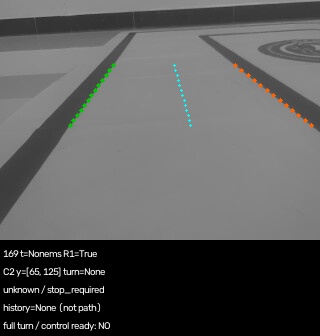 169 t=Nonems R1=True
C2 y=[65, 125] turn=None
unknown / stop_required
history=None (not path)
full turn / control ready: NO